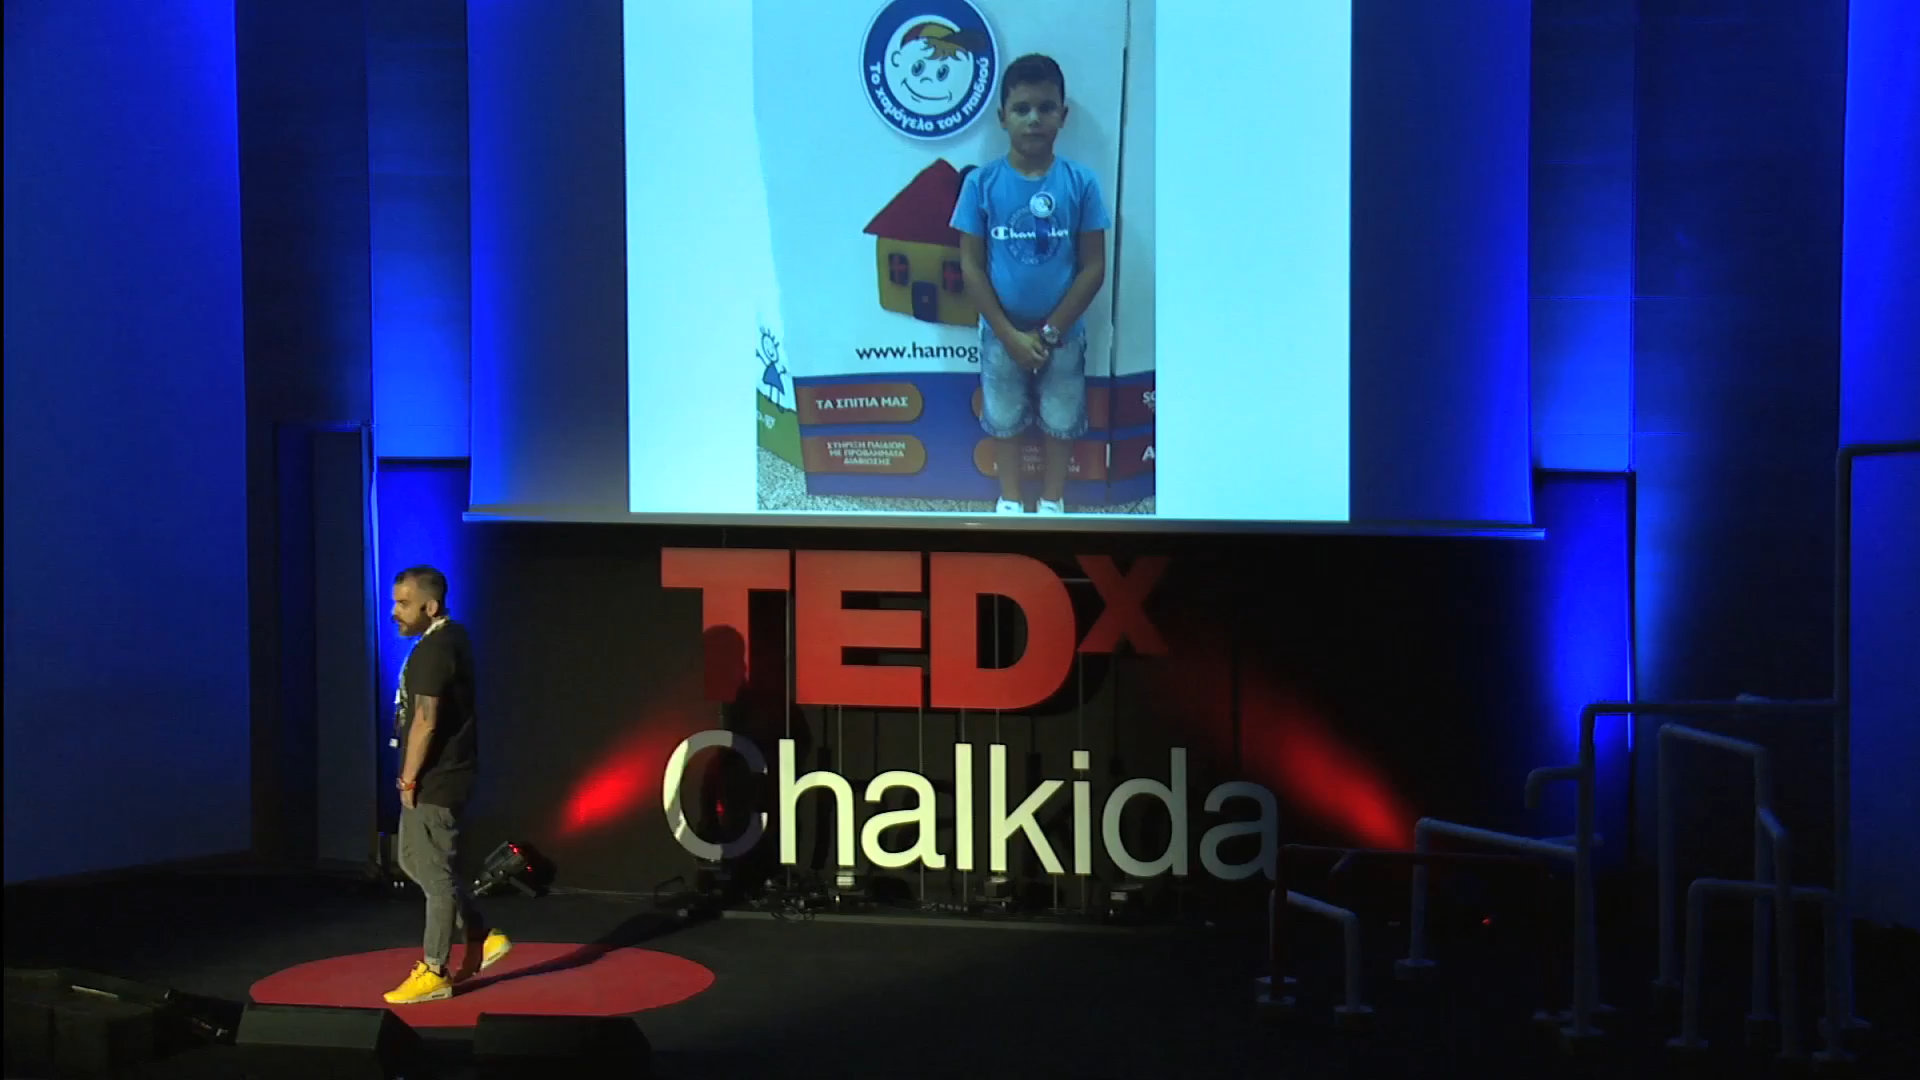 Το χαμόγελο του παιδιού
Champion
www.hamog
ΤΑ ΣΠΙΤΙΑ ΜΑΣ
ΣΤΗΡΙΞΗ ΠΑΙΔΙΩΝ
ΜΕ ΠΡΟΒΛΗΜΑΤΑ
ΔΙΑΒΙΩΣΗΣ
TEDx
Chalkida